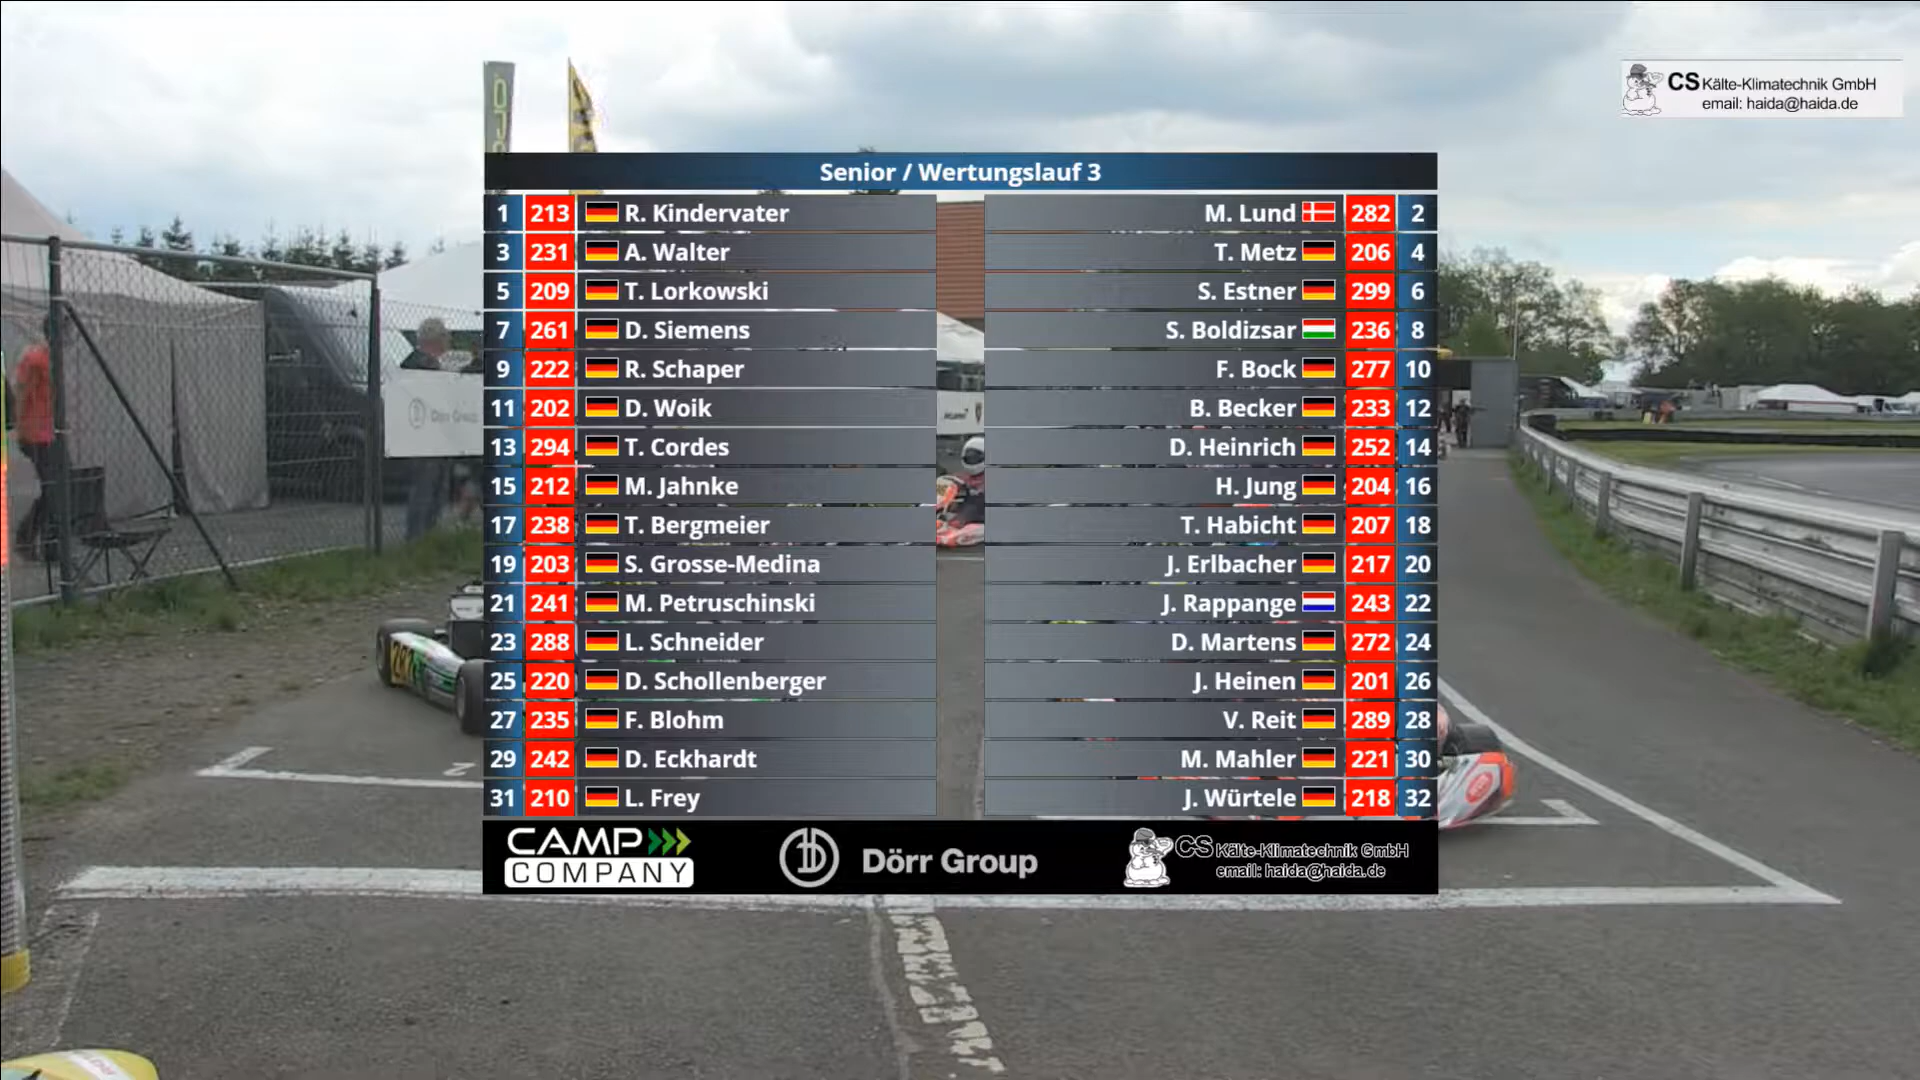 CS Kälte-Klimatechnik GmbH
email: haida@haida.de
Senior / Wertungslauf 3
1 213 R. Kindervater M. Lund 282 2
3 231 A. Walter T. Metz 206 4
5 209 T. Lorkowski S. Estner 299 6
7 261 D. Siemens S. Boldizsar 236 8
9 222 R. Schaper F. Bock 277 10
11 202 D. Woik B. Becker 233 12
13 294 T. Cordes D. Heinrich 252 14
15 212 M. Jahnke H. Jung 204 16
17 238 T. Bergmeier T. Habicht 207 18
19 203 S. Grosse-Medina J. Erlbacher 217 20
21 241 M. Petruschinski J. Rappange 243 22
23 288 L. Schneider D. Martens 272 24
25 220 D. Schollenberger J. Heinen 201 26
27 235 F. Blohm V. Reit 289 28
29 242 D. Eckhardt M. Mahler 221 30
31 210 L. Frey J. Würtele 218 32
Dörr Group
2
CAMP
COMPANY
Dörr Group
CS Kälte-Klimatechnik GmbH
email: haida@haida.de